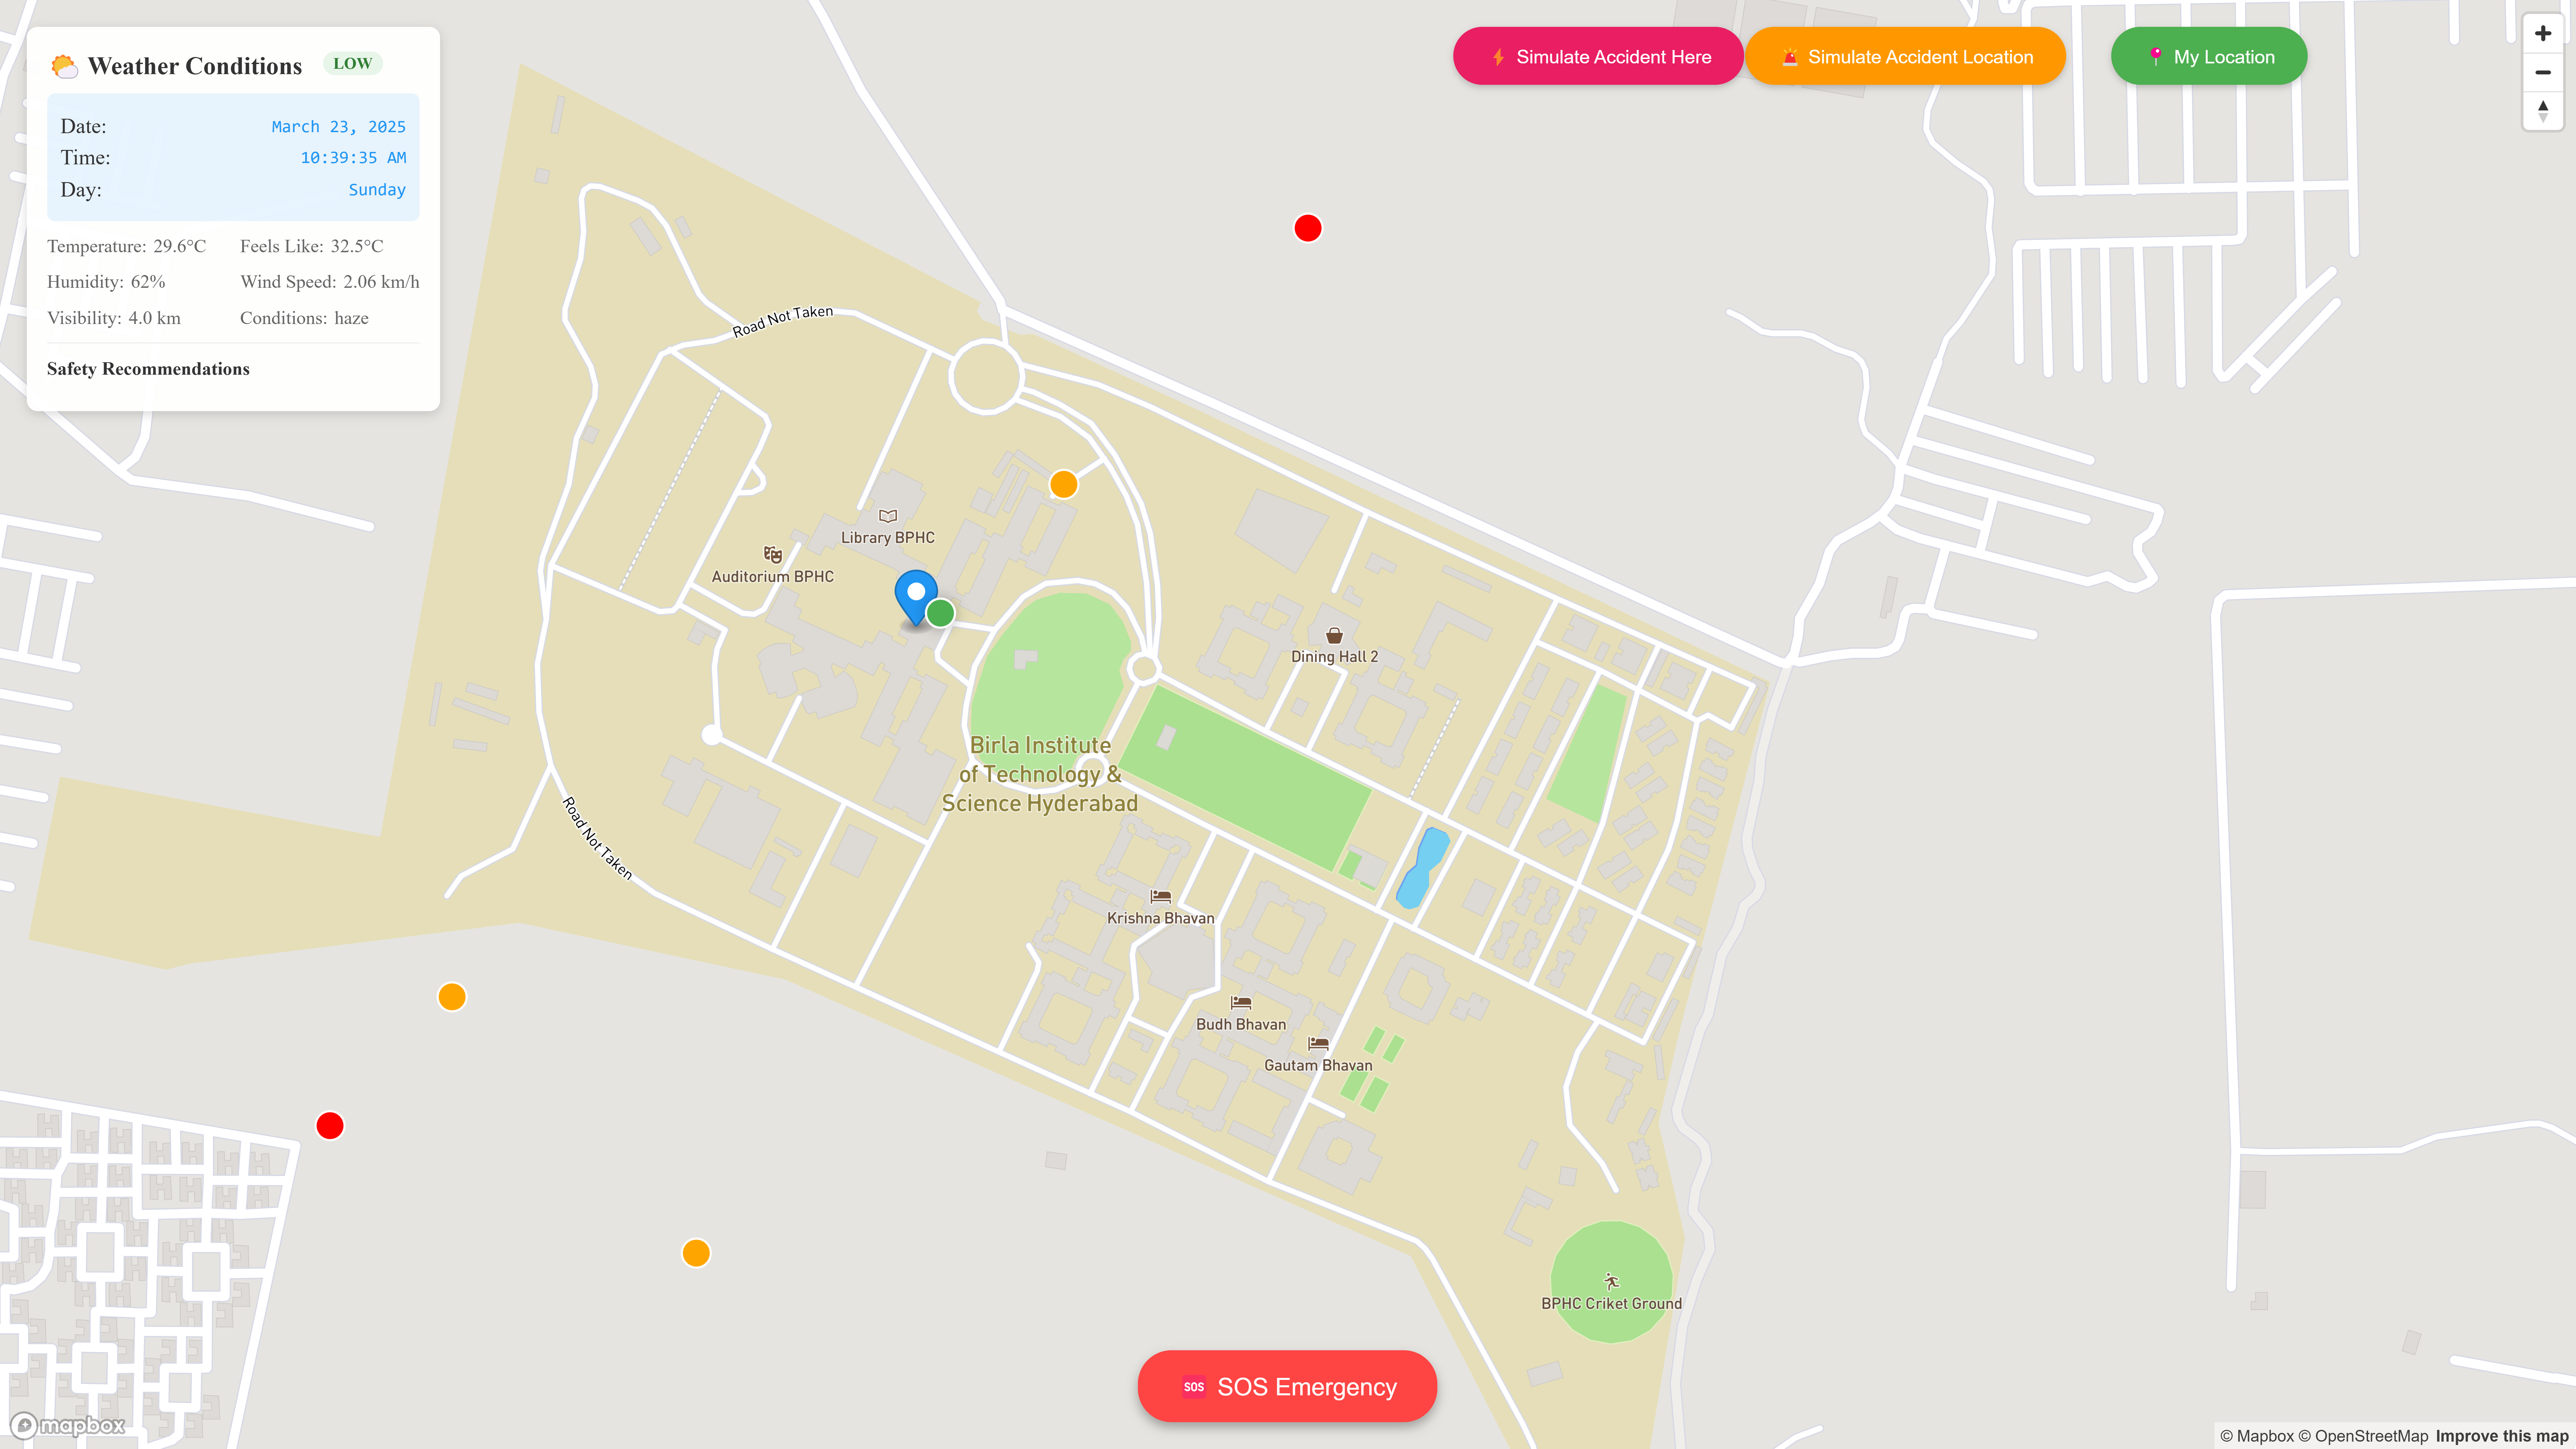 Weather Conditions LOW
Date: March 23, 2025
Time: 10:39:35 AM
Day: Sunday
Temperature: 29.6°C Feels Like: 32.5°C
Humidity: 62% Wind Speed: 2.06 km/h
Visibility: 4.0 km Conditions: haze
Safety Recommendations
Simulate Accident Here
Simulate Accident Location
My Location
Road Not Taken
Library BPHC
Auditorium BPHC
Dining Hall 2
Birla Institute
of Technology &
Science Hyderabad
Road Not Taken
Krishna Bhavan
Budh Bhavan
Gautam Bhavan
BPHC Criket Ground
SOS SOS Emergency
mapbox
© Mapbox © OpenStreetMap Improve this map